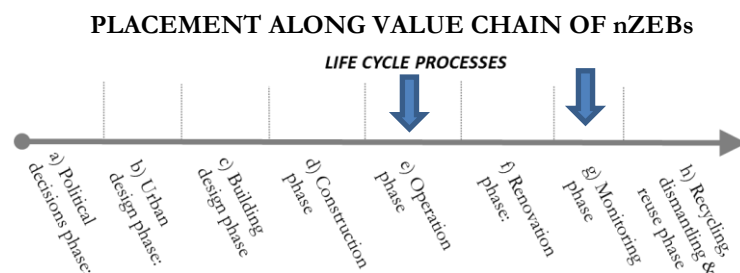 PLACEMENT ALONG VALUE CHAIN OF nZEBs
LIFE CYCLE PROCESSES
a) Political
decisions phase:
b) Urban
design phase:
c) Building
design phase
d) Construction
phase
e) Operation
phase
f) Renovation
phase:
g) Monitoring
phase
h) Recycling,
dismantling &
reuse phase